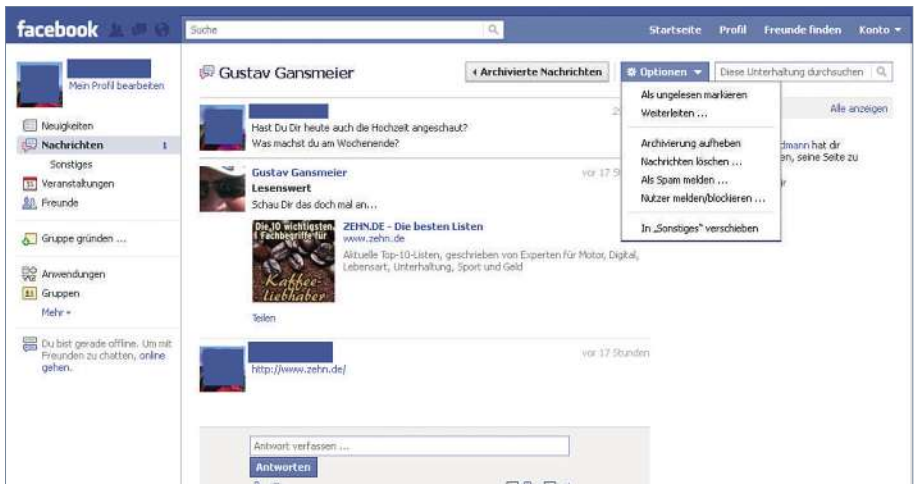 facebook
Suche
Startseite Profil Freunde finden Konto
Mein Profil bearbeiten
Neuigkeiten
Nachrichten 1
Sonstiges
Veranstaltungen
Freunde
Gruppe gründen ...
Anwendungen
Gruppen
Mehr
Du bist gerade offline. Um mit
Freunden zu chatten, online
gehen.
Gustav Gansmeier
Archivierte Nachrichten
Optionen
Diese Unterhaltung durchsuchen
Als ungelesen markieren
Weiterleiten ...
Archivierung aufheben
Nachrichten löschen ...
Als Spam melden ...
Nutzer melden/blockieren ...
In „Sonstiges" verschieben
Alle anzeigen
hat dir
seine Seite zu
Hast Du Dir heute auch die Hochzeit angeschaut?
Was machst du am Wochenende?
Gustav Gansmeier
vor 17
Lesenswert
Schau Dir das doch mal an...
Die 10 wichtigsten
Fachbegriffe für
Kaffee-
Liebhaber
ZEHN.DE - Die besten Listen
www.zehn.de
Aktuelle Top-10-Listen, geschrieben von Experten für Motor, Digital,
Lebensart, Unterhaltung, Sport und Geld
Teilen
vor 17 Stunden
http://www.zehn.de/
Antwort verfassen ...
Antworten